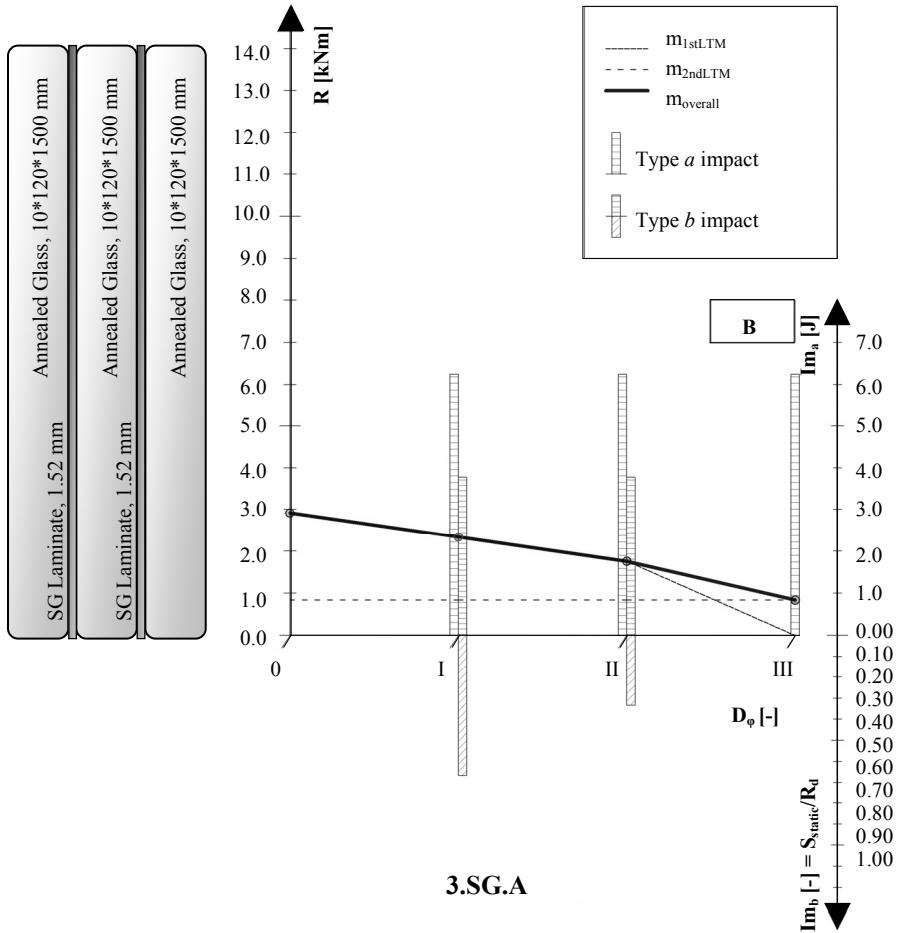 Annealed Glass, 10*120*1500 mm
SG Laminate, 1.52 mm
Annealed Glass, 10*120*1500 mm
SG Laminate, 1.52 mm
Annealed Glass, 10*120*1500 mm
R [kNm]
14.0
13.0
12.0
11.0
10.0
9.0
8.0
7.0
6.0
5.0
4.0
3.0
2.0
1.0
0.0
m1stLTM
m2ndLTM
moverall
Type a impact
Type b impact
B
Ima [J]
7.0
6.0
5.0
4.0
3.0
2.0
1.0
0.00
0.10
0.20
0.30
0.40
0.50
0.60
0.70
0.80
0.90
1.00
0
I
II
III
Dφ [-]
Imb [-] = Sstatic/Rd
3.SG.A